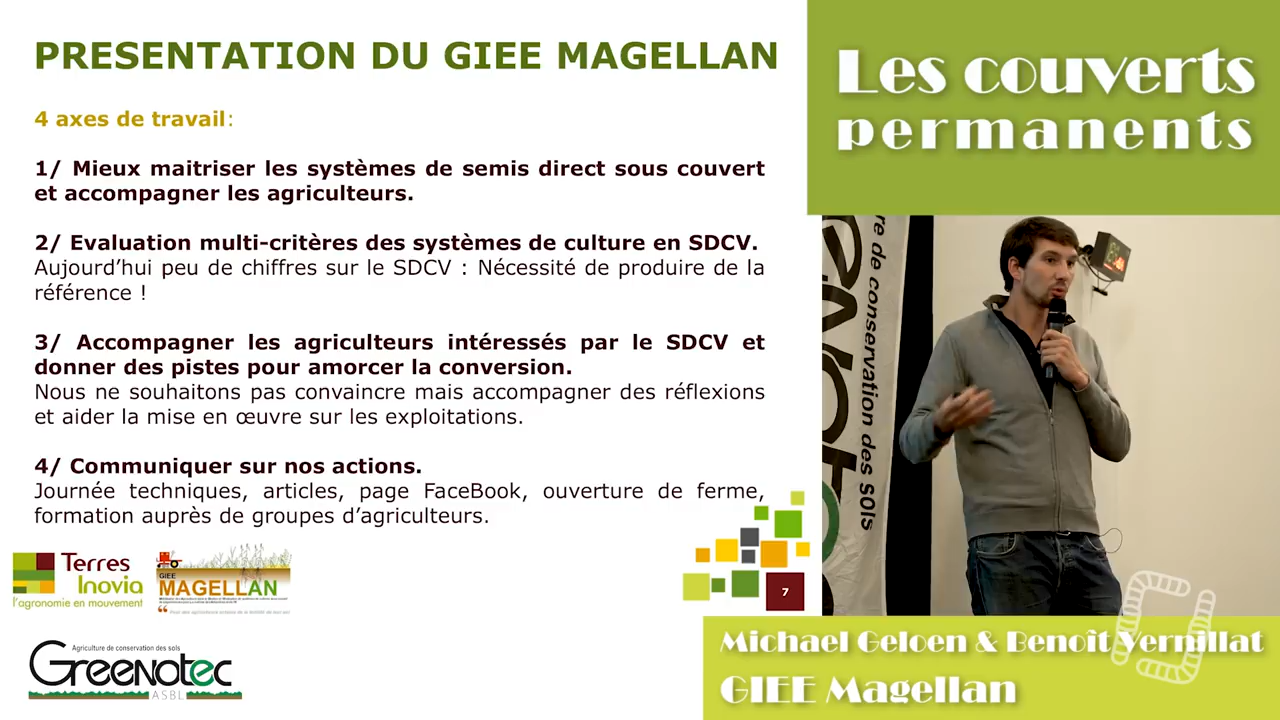 PRESENTATION DU GIEE MAGELLAN
4 axes de travail:
1/ Mieux maitriser les systèmes de semis direct sous couvert
et accompagner les agriculteurs.
2/ Evaluation multi-critères des systèmes de culture en SDCV.
Aujourd'hui peu de chiffres sur le SDCV : Nécessité de produire de la
référence !
3/ Accompagner les agriculteurs intéressés par le SDCV et
donner des pistes pour amorcer la conversion.
Nous ne souhaitons pas convaincre mais accompagner des réflexions
et aider la mise en œuvre sur les exploitations.
4/ Communiquer sur nos actions.
Journée techniques, articles, page FaceBook, ouverture de ferme,
formation auprès de groupes d'agriculteurs.
Terres
Inovia
l'agronomie en mouvement
GIEE
MAGELLAN
7
Agriculture de conservation des sols
Greenotec
ASBL
Les couverts
permanents
re de conservation des sols
Michael Geloen & Benoît Vernillat
GIEE Magellan